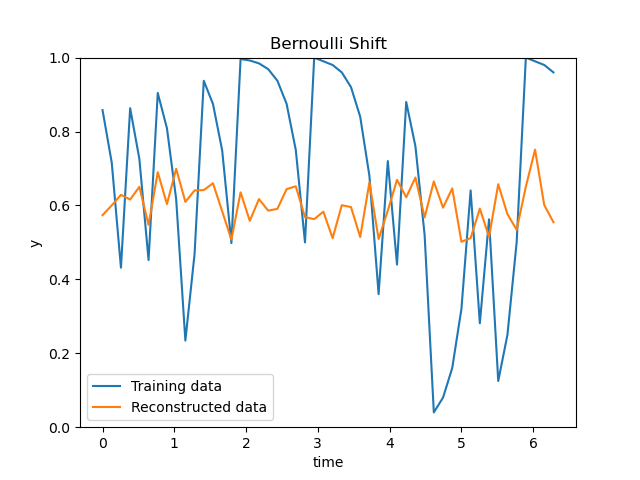 Bernoulli Shift
1.0
0.8
0.6
0.4
0.2
0.0
y
Training data
Reconstructed data
0 1 2 3 4 5 6
time